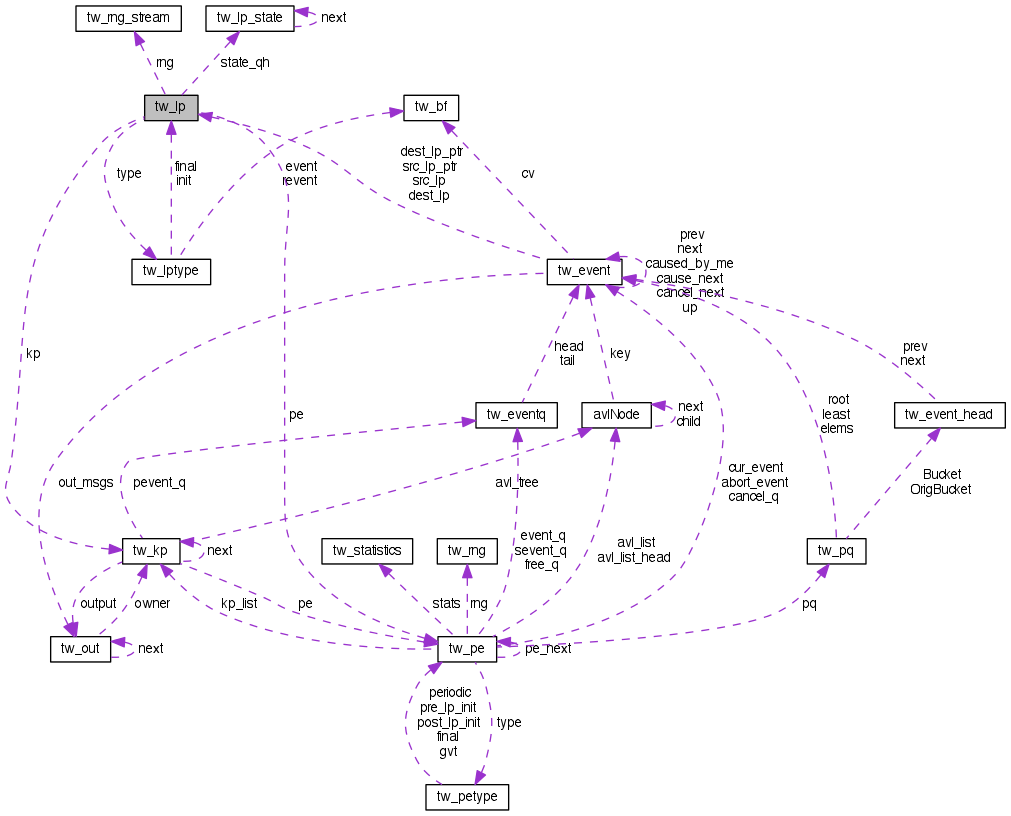 tw_rng_stream
tw_lp_state
next
rng
state_qh
tw_lp
tw_bf
type
final
init
event
revent
dest_lp_ptr
src_lp_ptr
src_lp
dest_lp
cv
tw_lptype
tw_event
prev
next
caused_by_me
cause_next
cancel_next
up
kp
head
tail
key
prev
next
pe
tw_eventq
avlNode
next
child
root
least
elems
tw_event_head
out_msgs
pevent_q
avl_tree
cur_event
abort_event
cancel_q
Bucket
OrigBucket
tw_kp
next
tw_statistics
tw_rng
event_q
sevent_q
free_q
avl_list
avl_list_head
tw_pq
output
owner
kp_list
pe
stats
rng
pq
tw_out
next
tw_pe
pe_next
periodic
pre_lp_init
post_lp_init
final
gvt
type
tw_petype